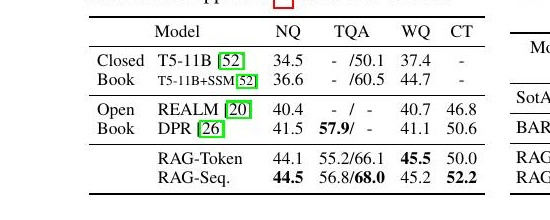 Model NQ TQA WQ CT
Closed T5-11B [52] 34.5 - /50.1 37.4 -
Book T5-11B+SSM[52] 36.6 - /60.5 44.7 -
Open REALM [20] 40.4 - / - 40.7 46.8
Book DPR [26] 41.5 57.9/ - 41.1 50.6
RAG-Token 44.1 55.2/66.1 45.5 50.0
RAG-Seq. 44.5 56.8/68.0 45.2 52.2
Mo
SotA
BAR
RAG
RAG